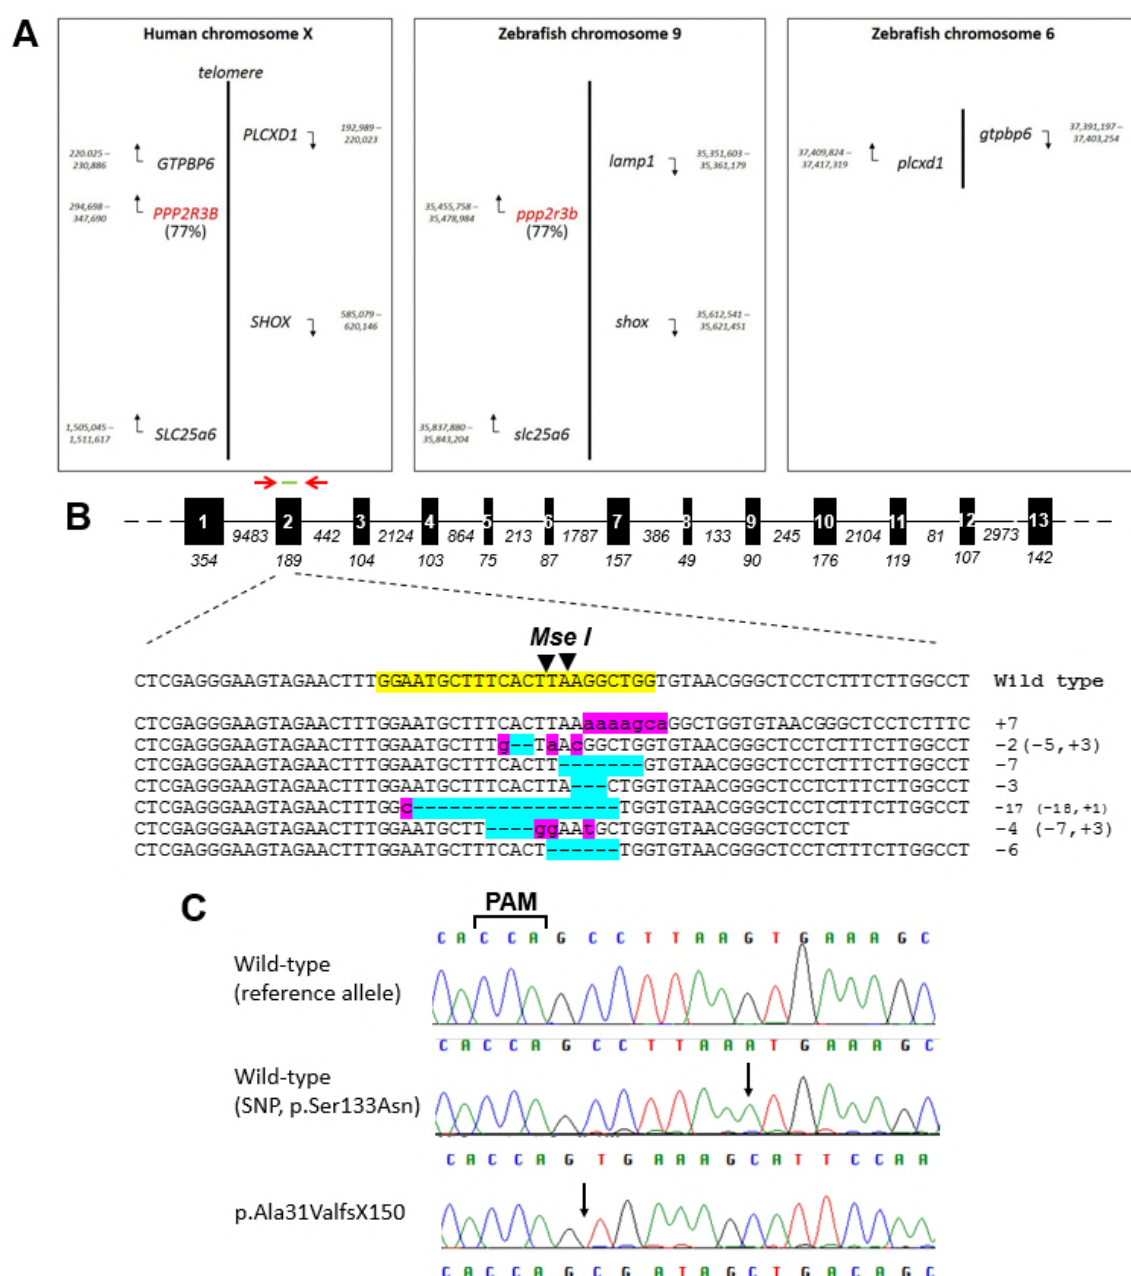 A
Human chromosome X
telomere
PLCXD1
192,989 –
220,023
220.025 –
230,886
GTPBP6
294,698 –
347,690
PPP2R3B
(77%)
SHOX
585,079 –
620,146
1,505,045 –
1,511,617
SLC25a6
Zebrafish chromosome 9
lamp1
35,351,603 –
35,361,179
35,455,758 –
35,478,984
ppp2r3b
(77%)
shox
35,612,541 –
35,621,451
35,837,880 –
35,843,204
slc25a6
Zebrafish chromosome 6
gtpbp6
37,391,197 –
37,403,254
37,409,824 –
37,417,319
plcxd1
B
1 2 3 4 5 6 7 8 9 10 11 12 13
9483 442 2124 864 213 1787 386 133 245 2104 81 2973
354 189 104 103 75 87 157 49 90 176 119 107 142
Mse I
CTCGAGGGAAGTAGAACTTTGGAATGCTTTCACTTAAGGCTGGTGTAACGGGCTCCTCTTTCTTGGCCT Wild type
CTCGAGGGAAGTAGAACTTTGGAATGCTTTCACTTAAaaaagcaGGCTGGTGTAACGGGCTCCTCTTTC +7
CTCGAGGGAAGTAGAACTTTGGAATGCTTTg--TaAcGGCTGGTGTAACGGGCTCCTCTTTCTTGGCCT -2 (-5,+3)
CTCGAGGGAAGTAGAACTTTGGAATGCTTTCACTT-------GTGTAACGGGCTCCTCTTTCTTGGCCT -7
CTCGAGGGAAGTAGAACTTTGGAATGCTTTCACTTA---CTGGTGTAACGGGCTCCTCTTTCTTGGCCT -3
CTCGAGGGAAGTAGAACTTTGGc-----------------TGGTGTAACGGGCTCCTCTTTCTTGGCCT -17 (-18,+1)
CTCGAGGGAAGTAGAACTTTGGAATGCTT----ggAAtGCTGGTGTAACGGGCTCCTCT -4 (-7,+3)
CTCGAGGGAAGTAGAACTTTGGAATGCTTTCACT------TGGTGTAACGGGCTCCTCTTTCTTGGCCT -6
C
PAM
C A C C A G C C T T A A G T G A A A G C
Wild-type
(reference allele)
C A C C A G C C T T A A A T G A A A G C
Wild-type
(SNP, p.Ser133Asn)
C A C C A G T G A A A G C A T T C C A A
p.Ala31ValfsX150
C A C C A G C G A T A G C T G A C A G C